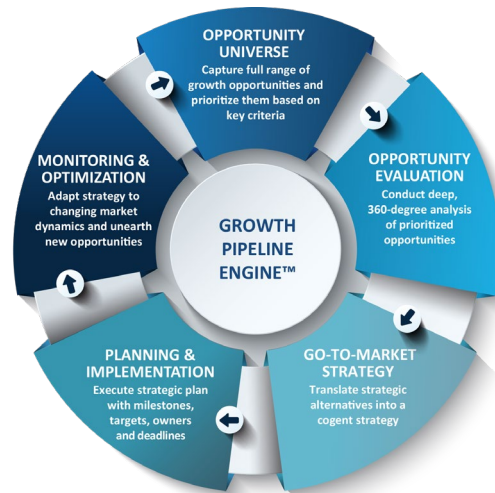 OPPORTUNITY
UNIVERSE
Capture full range of
growth opportunities and
prioritize them based on
key criteria
OPPORTUNITY
EVALUATION
Conduct deep,
360-degree analysis
of prioritized
opportunities
GO-TO-MARKET
STRATEGY
Translate strategic
alternatives into a
cogent strategy
PLANNING &
IMPLEMENTATION
Execute strategic plan
with milestones,
targets, owners
and deadlines
MONITORING &
OPTIMIZATION
Adapt strategy to
changing market
dynamics and unearth
new opportunities
GROWTH
PIPELINE
ENGINE™